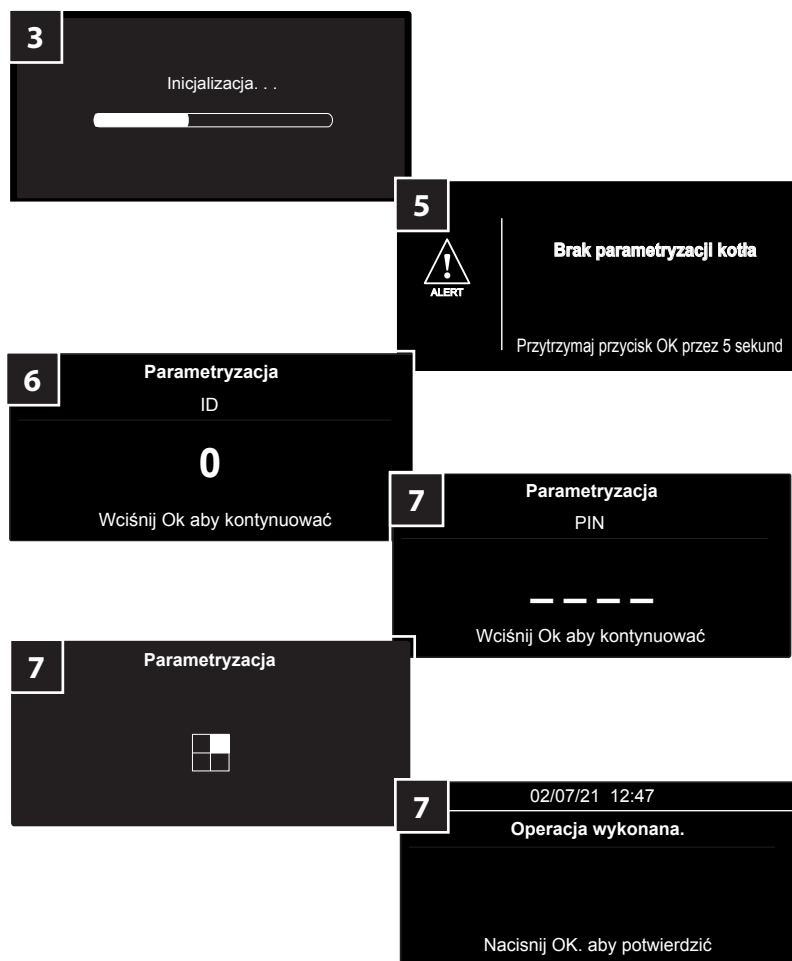 3
Inicjalizacja. . .
5
ALERT
Brak parametryzacji kotła
Przytrzymaj przycisk OK przez 5 sekund
6
Parametryzacja
ID
0
Wciśnij Ok aby kontynuować
7
Parametryzacja
PIN
_ _ _ _
Wciśnij Ok aby kontynuować
7
Parametryzacja
7
02/07/21 12:47
Operacja wykonana.
Nacisnij OK. aby potwierdzić